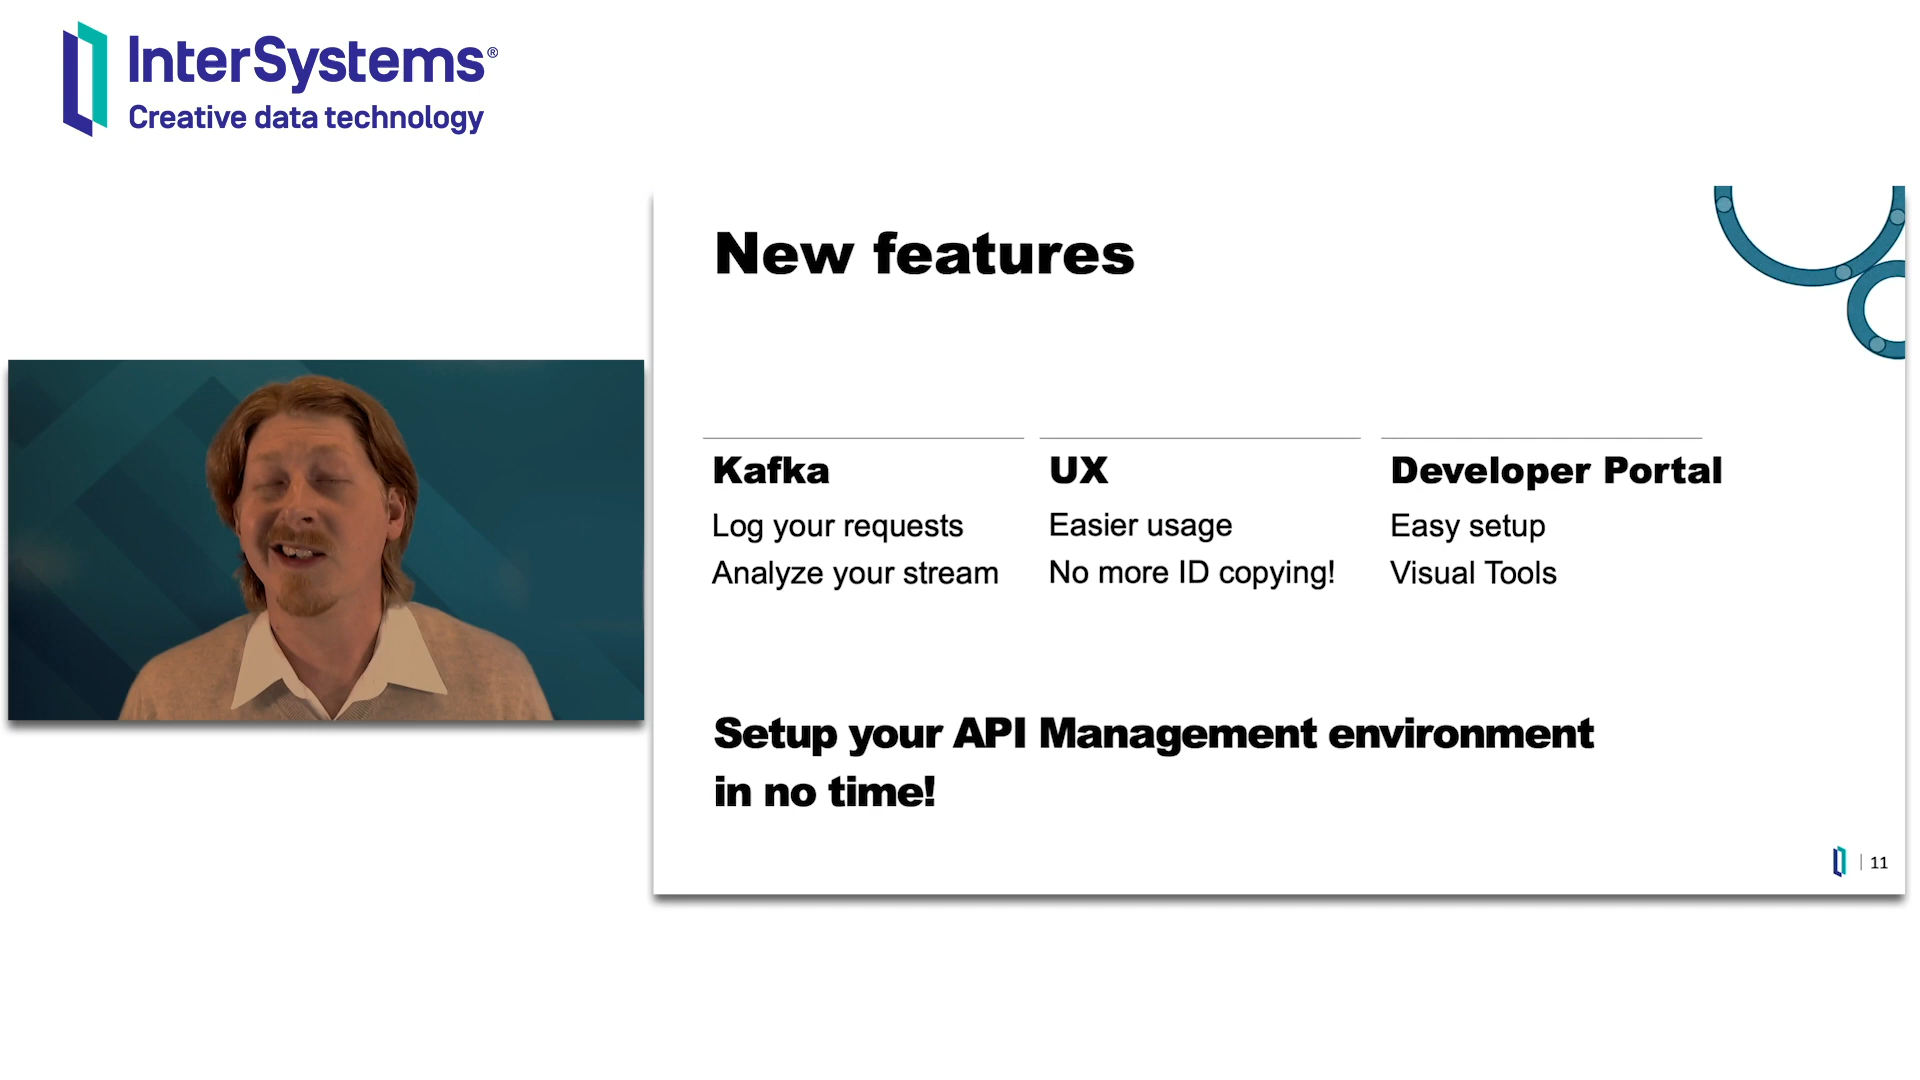 InterSystems®
Creative data technology
New features
Kafka
Log your requests
Analyze your stream
UX
Easier usage
No more ID copying!
Developer Portal
Easy setup
Visual Tools
Setup your API Management environment
in no time!
11